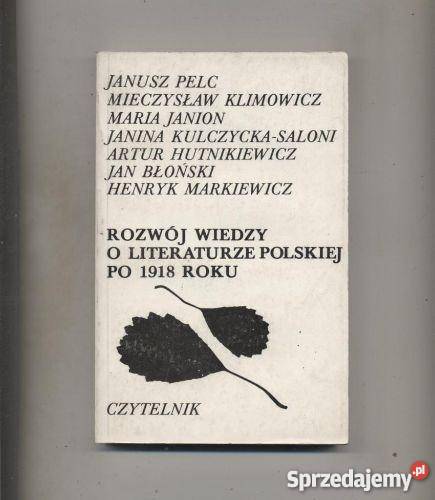 JANUSZ PELC
MIECZYSŁAW KLIMOWICZ
MARIA JANION
JANINA KULCZYCKA-SALONI
ARTUR HUTNIKIEWICZ
JAN BŁOŃSKI
HENRYK MARKIEWICZ
ROZWÓJ WIEDZY
O LITERATURZE POLSKIEJ
PO 1918 ROKU
CZYTELNIK
Sprzedajemy.pl